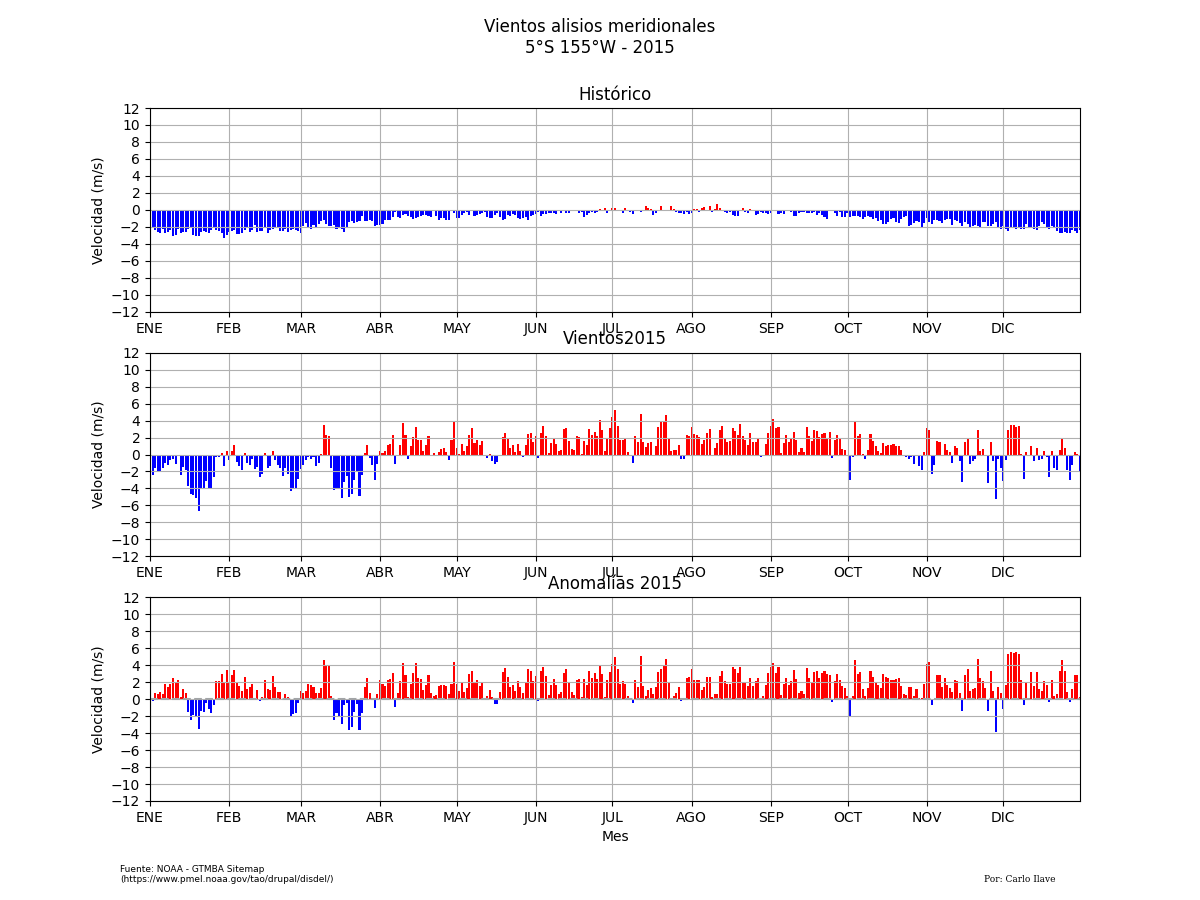 Vientos alisios meridionales
5°S 155°W - 2015
Histórico
12
10
8
6
4
2
0
−2
−4
−6
−8
−10
−12
Velocidad (m/s)
ENE FEB MAR ABR MAY JUN JUL AGO SEP OCT NOV DIC
Vientos2015
12
10
8
6
4
2
0
−2
−4
−6
−8
−10
−12
Velocidad (m/s)
ENE FEB MAR ABR MAY JUN JUL AGO SEP OCT NOV DIC
Anomalías 2015
12
10
8
6
4
2
0
−2
−4
−6
−8
−10
−12
Velocidad (m/s)
ENE FEB MAR ABR MAY JUN JUL AGO SEP OCT NOV DIC
Mes
Fuente: NOAA - GTMBA Sitemap
(https://www.pmel.noaa.gov/tao/drupal/disdel/)
Por: Carlo Ilave